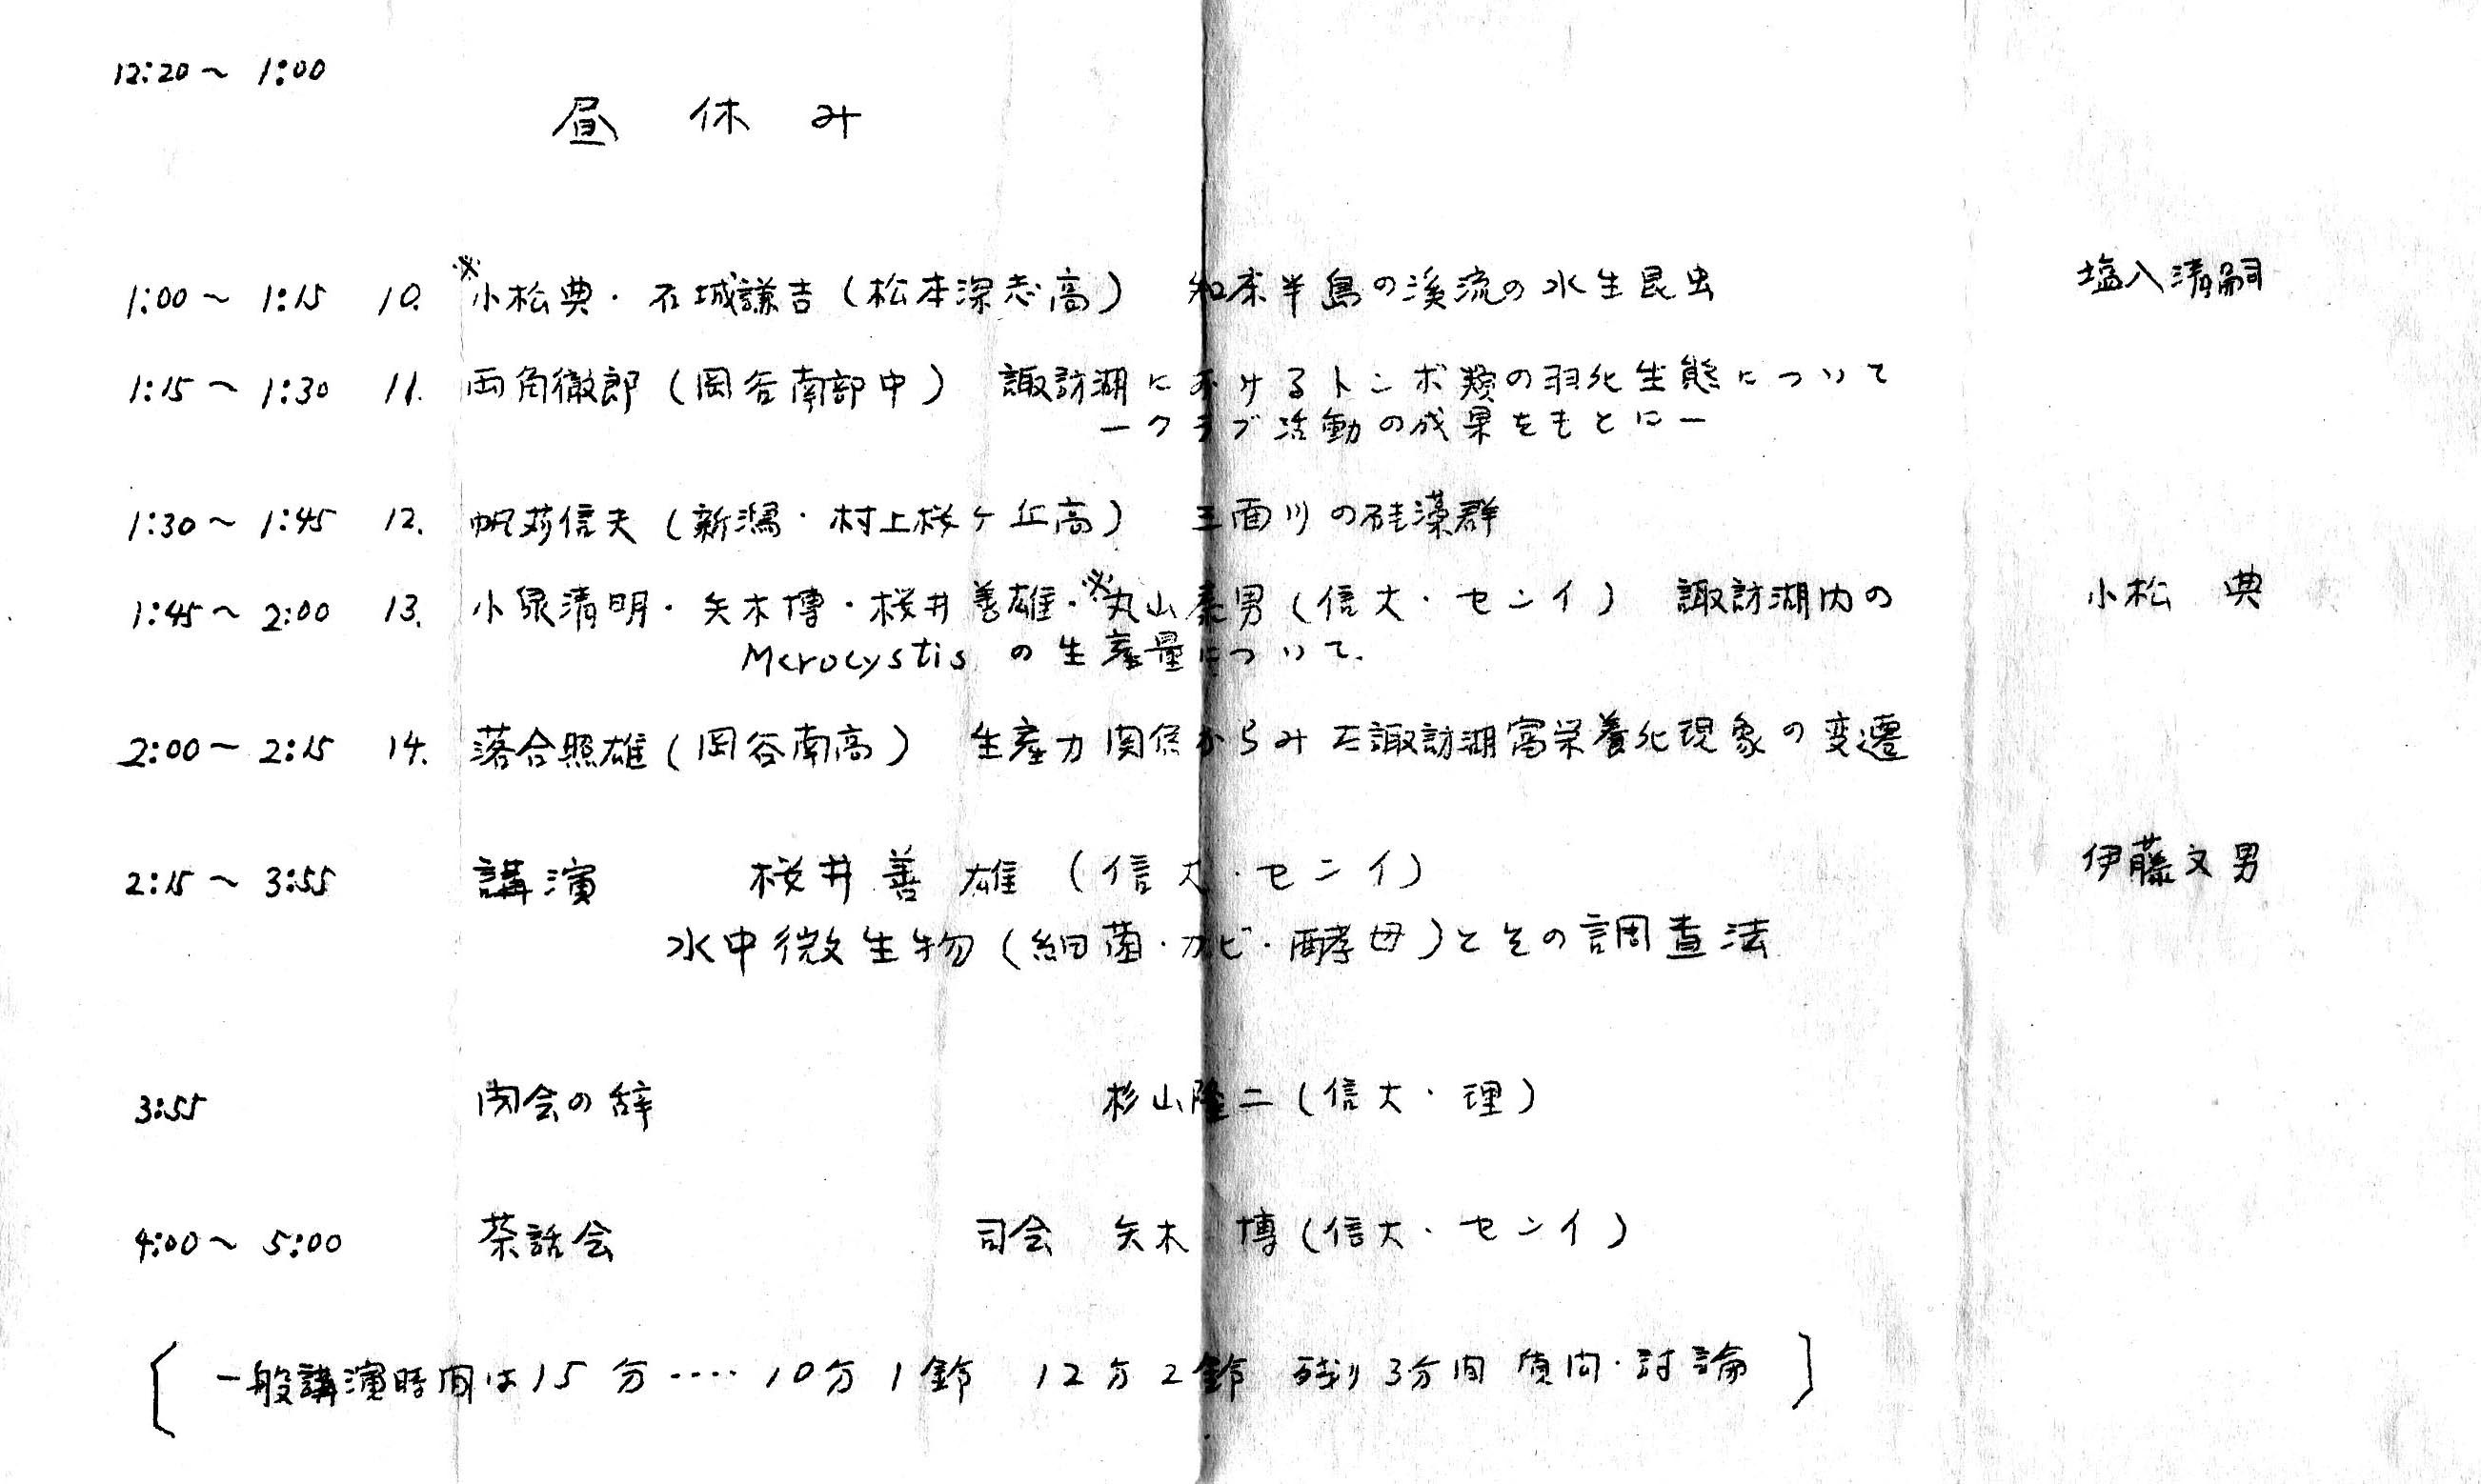 12:20〜 1:00
昼 休 み
1:00〜 1:15 10. ※小松典・石城謙吉(松本深志高) 知床半島の渓流の水生昆虫 塩入清嗣
1:15〜 1:30 11. 両角徹郎(岡谷南部中) 諏訪湖におけるトンボ類の羽化生態について
ークラブ活動の成果をもとにー
1:30〜 1:45 12. 帆苅信夫(新潟・村上桜ケ丘高) 三面川の硅藻群
1:45〜 2:00 13. 小泉清明・矢木博・桜井善雄・※丸山 男(信大・センイ) 諏訪湖内の 小松 典
Mcrocystis の生産量について.
2:00〜 2:15 14. 落合照雄(岡谷南高) 生産力関係からみた諏訪湖富栄養化現象の変遷
2:15〜 3:55 講演 桜井善雄(信大・センイ) 伊藤文男
水中微生物(細菌・カビ・酵母)とその調査法
3:55 閉会の辞 杉山隆二(信大・理)
4:00〜 5:00 茶話会 司会 矢木 博(信大・センイ)
[一般講演時間は15分‥‥10分1鈴 12分2鈴 残り3分間質問・討論]